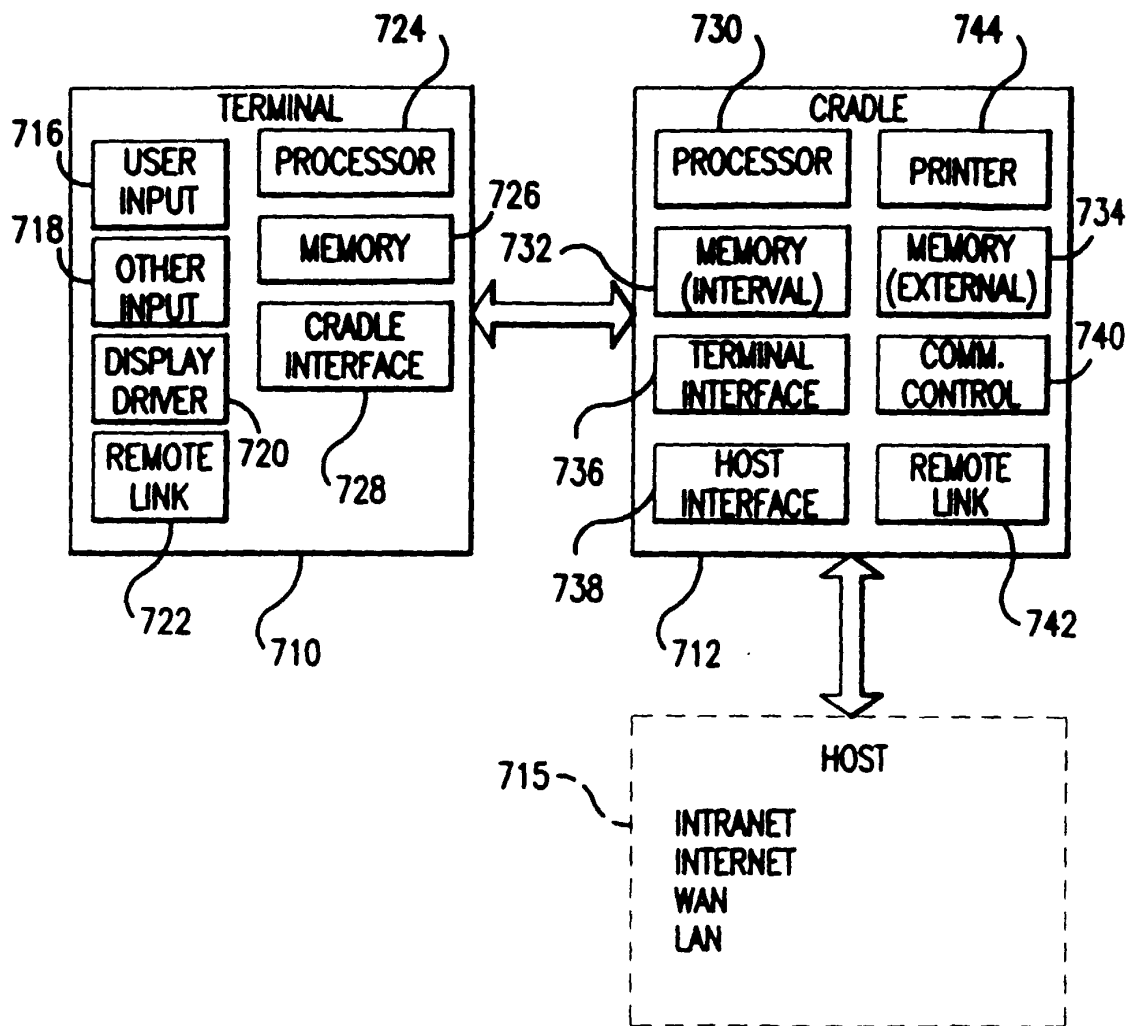 724
730
744
TERMINAL
CRADLE
716
USER
INPUT
PROCESSOR
PROCESSOR
PRINTER
718
OTHER
INPUT
726
MEMORY
732
MEMORY
(INTERVAL)
734
MEMORY
(EXTERNAL)
DISPLAY
DRIVER
CRADLE
INTERFACE
TERMINAL
INTERFACE
740
COMM.
CONTROL
720
REMOTE
LINK
728
736
HOST
INTERFACE
REMOTE
LINK
722
710
738
712
742
715
HOST
INTRANET
INTERNET
WAN
LAN